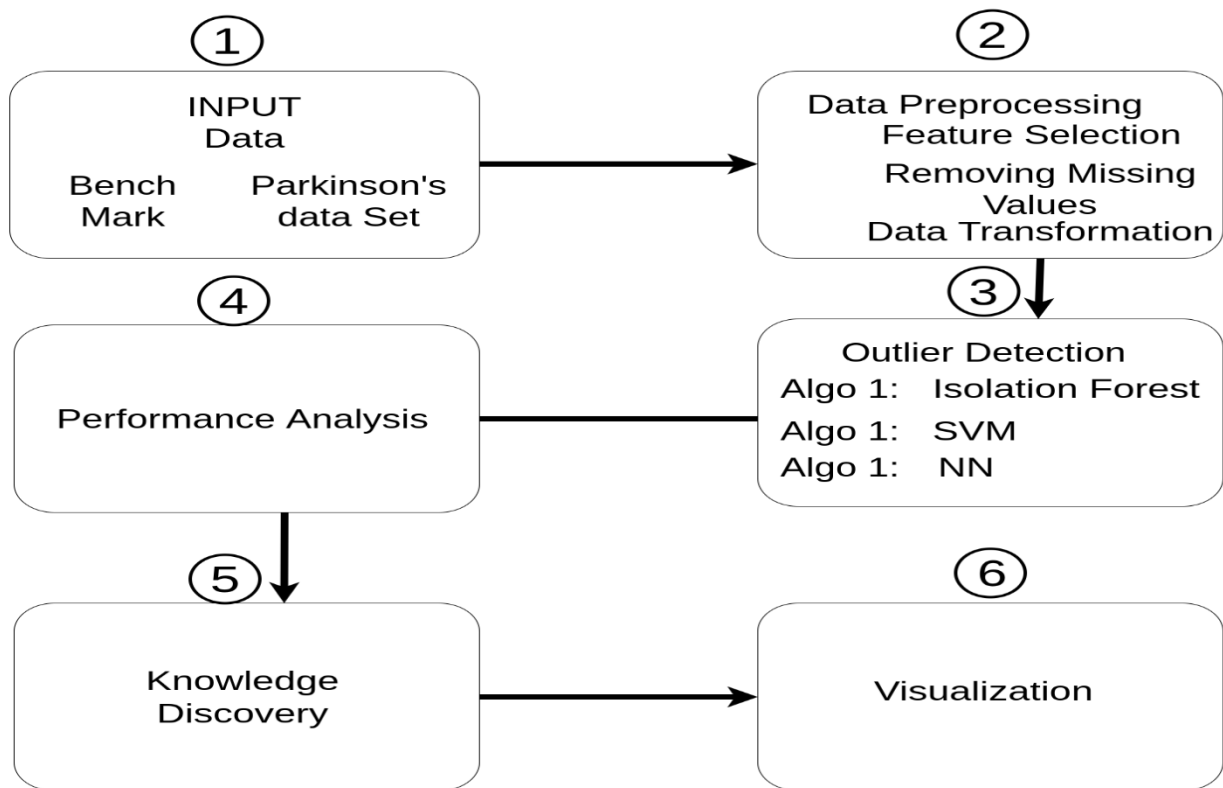 1
INPUT
Data
Bench
Mark
Parkinson's
data Set
2
Data Preprocessing
Feature Selection
Removing Missing
Values
Data Transformation
3
Outlier Detection
Algo 1: Isolation Forest
Algo 1: SVM
Algo 1: NN
4
Performance Analysis
5
Knowledge
Discovery
6
Visualization